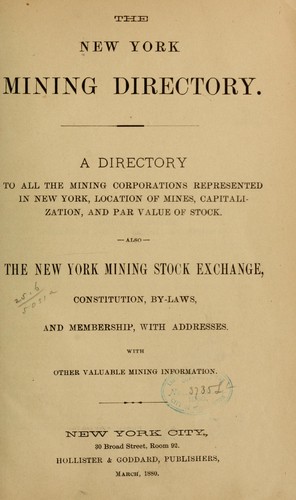 THE
NEW YORK
MINING DIRECTORY.
A DIRECTORY
TO ALL THE MINING CORPORATIONS REPRESENTED
IN NEW YORK, LOCATION OF MINES, CAPITALI-
ZATION, AND PAR VALUE OF STOCK.
—ALSO—
THE NEW YORK MINING STOCK EXCHANGE,
CONSTITUTION, BY-LAWS,
AND MEMBERSHIP, WITH ADDRESSES.
WITH
OTHER VALUABLE MINING INFORMATION.
NEW YORK CITY,
30 Broad Street, Room 92.
HOLLISTER & GODDARD, PUBLISHERS,
MARCH, 1880.